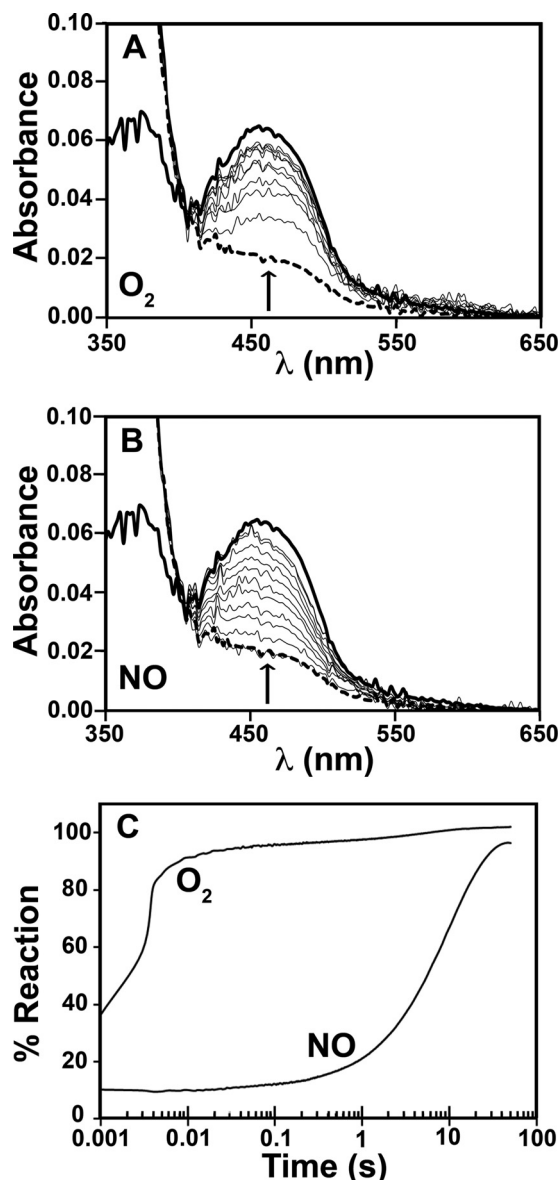 0.10
A
0.08
0.06
0.04
0.02
O₂
0.00
Absorbance
350 450 550 650
λ (nm)
0.10
B
0.08
0.06
0.04
0.02
NO
0.00
Absorbance
350 450 550 650
λ (nm)
C
100
O₂
80
60
40
NO
20
0
% Reaction
0.001 0.01 0.1 1 10 100
Time (s)